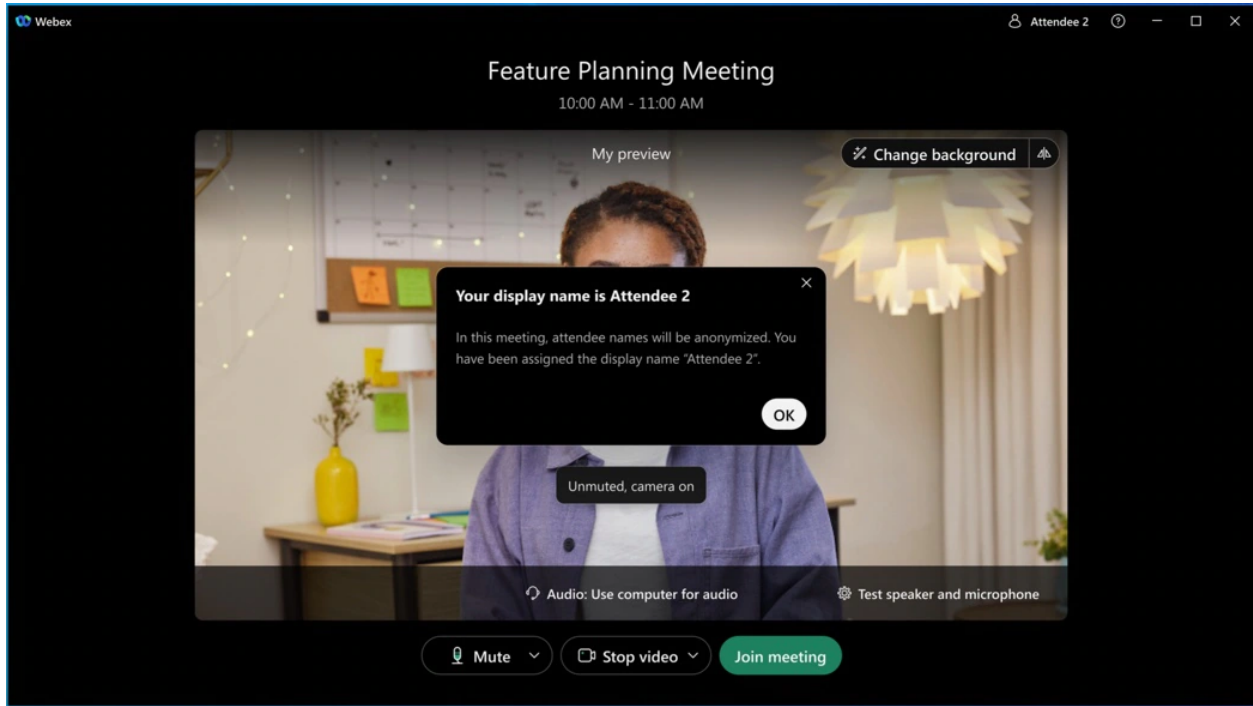 Webex
Attendee 2
Feature Planning Meeting
10:00 AM - 11:00 AM
My preview
Change background
Your display name is Attendee 2
In this meeting, attendee names will be anonymized. You
have been assigned the display name “Attendee 2”.
OK
Unmuted, camera on
Audio: Use computer for audio
Test speaker and microphone
Mute
Stop video
Join meeting